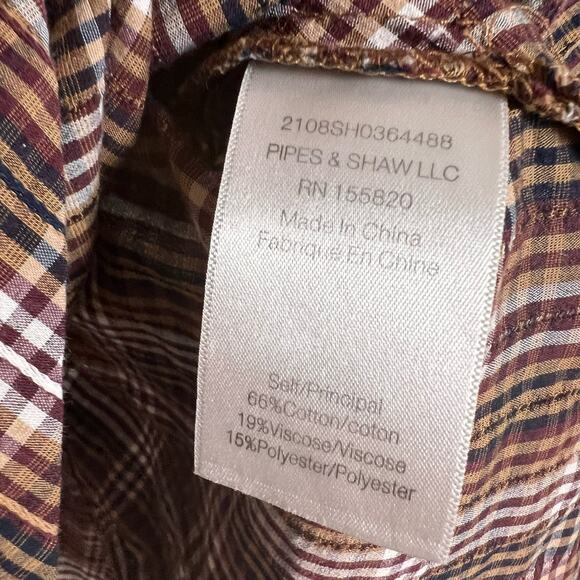 2108SH0364488
PIPES & SHAW LLC
RN 155820
Made In China
Fabriqué En Chine
Self/Principal
66%Cotton/coton
19%Viscose/Viscose
15%Polyester/Polyester